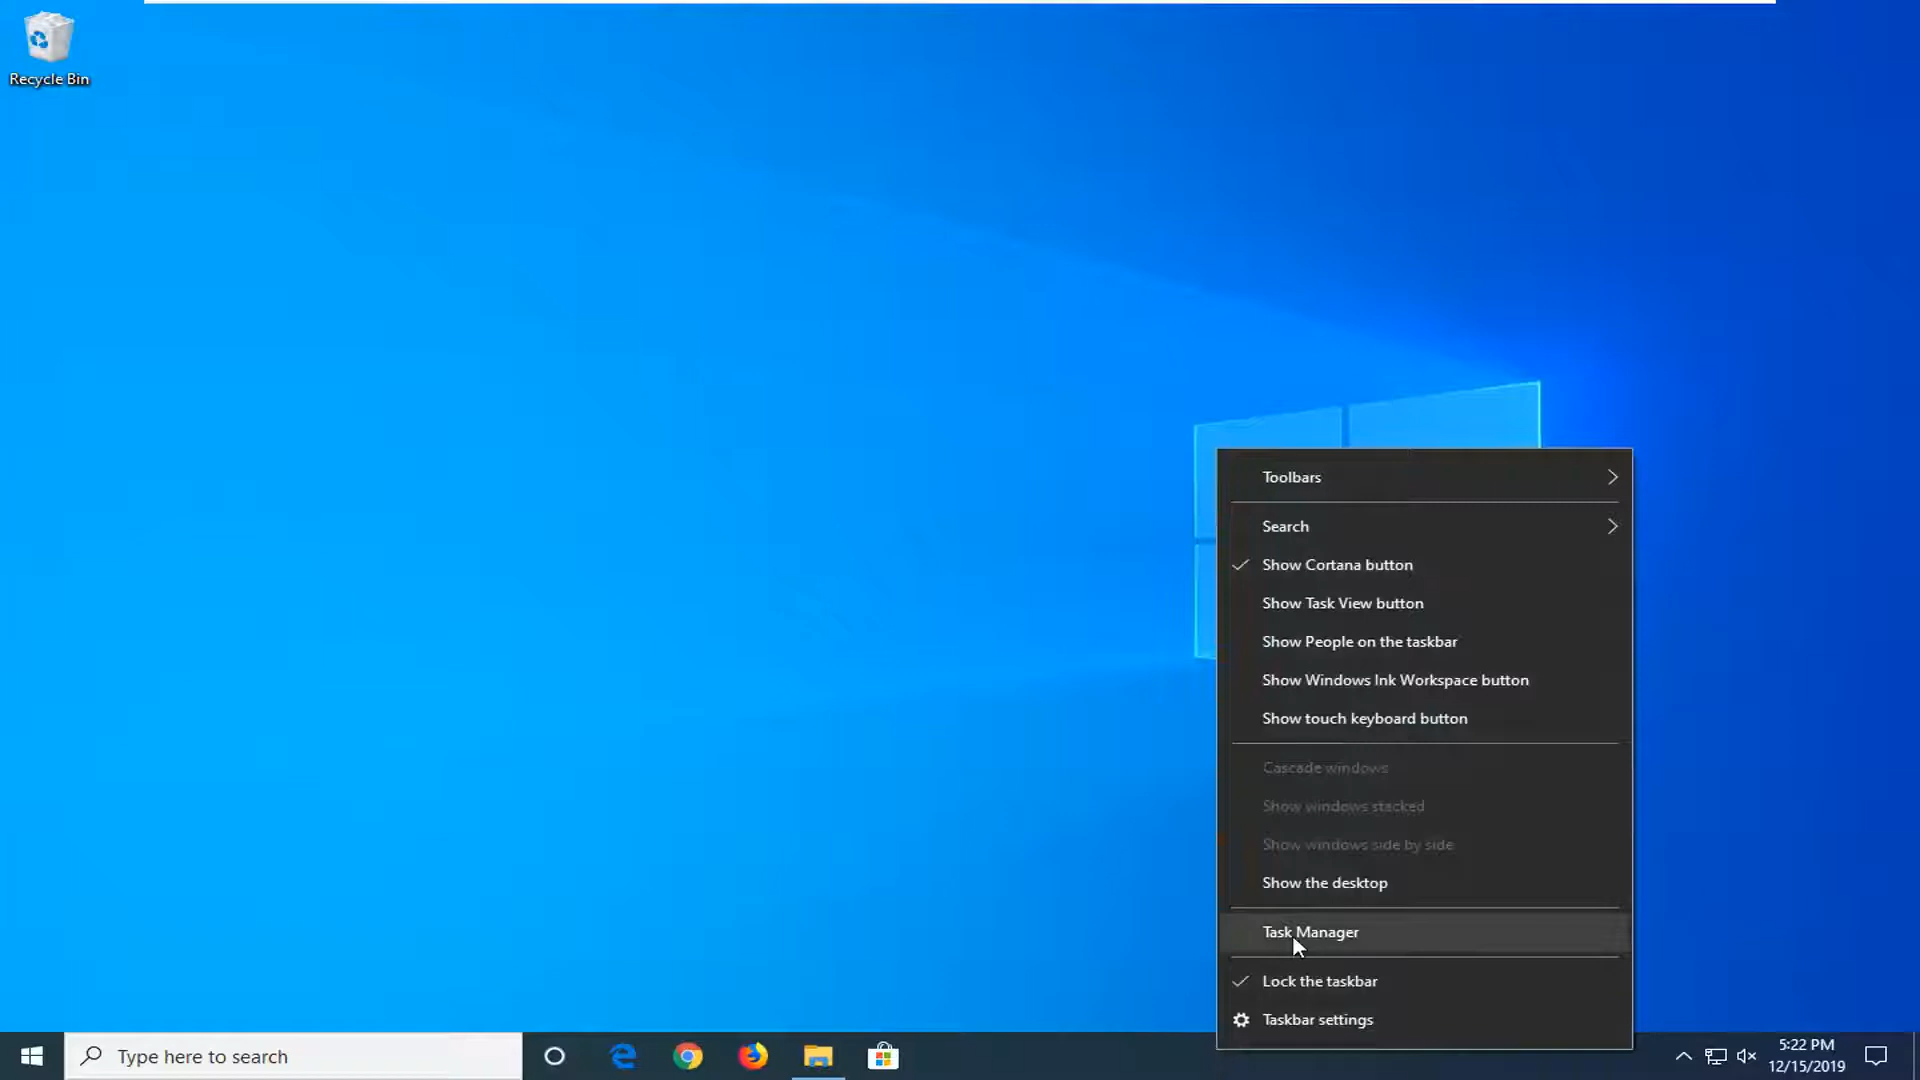 Recycle Bin
Toolbars
Search
Show Cortana button
Show Task View button
Show People on the taskbar
Show Windows Ink Workspace button
Show touch keyboard button
Cascade windows
Show windows stacked
Show windows side by side
Show the desktop
Task Manager
Lock the taskbar
Taskbar settings
Type here to search
5:22 PM
12/15/2019